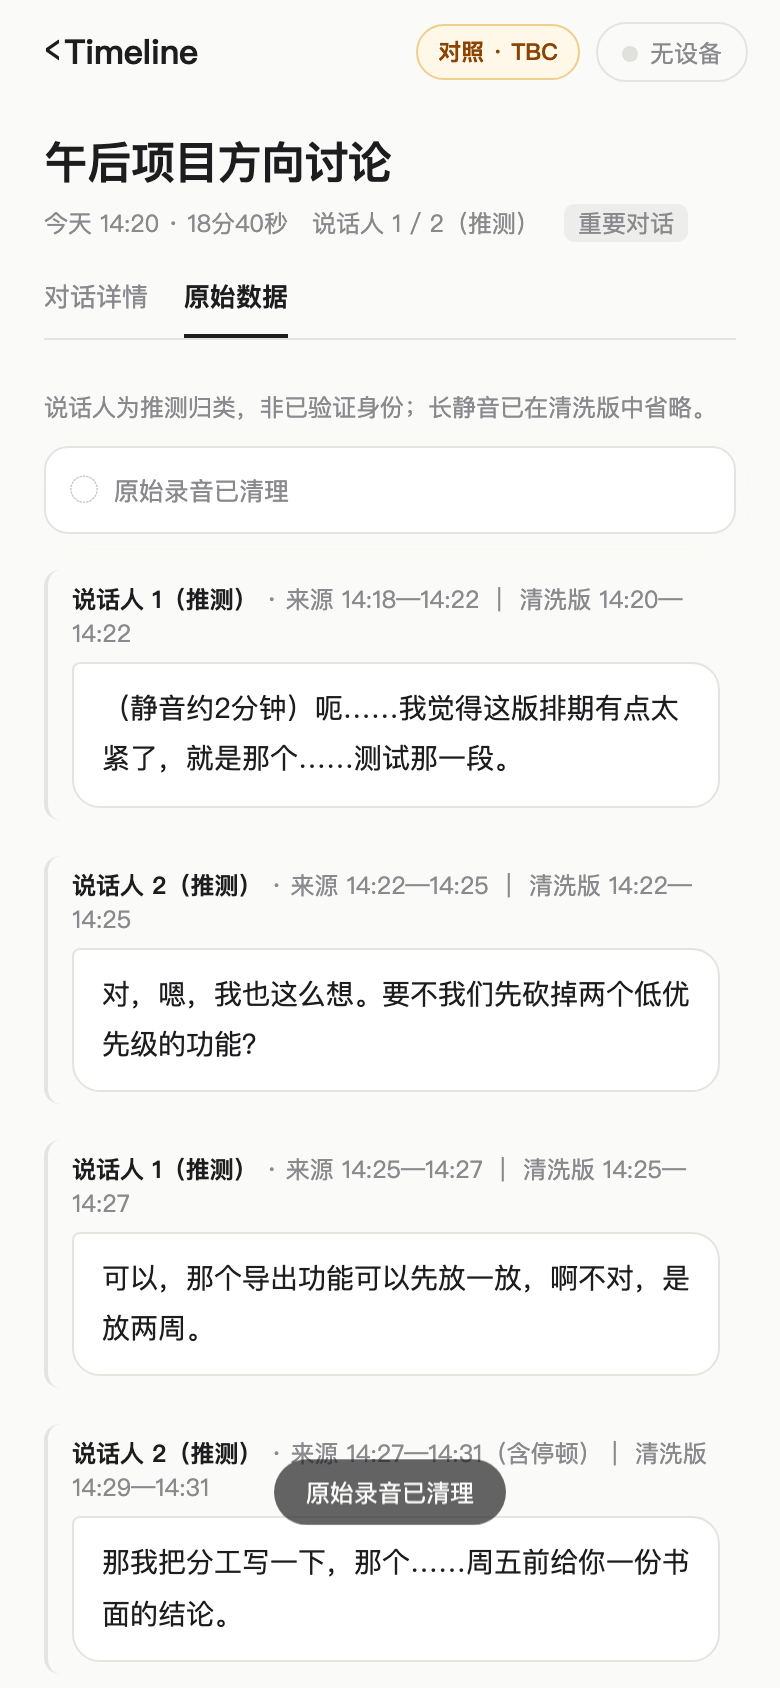 <Timeline
对照 · TBC
无设备
午后项目方向讨论
今天 14:20 · 18分40秒 说话人 1 / 2（推测） 重要对话
对话详情 原始数据
说话人为推测归类，非已验证身份；长静音已在清洗版中省略。
原始录音已清理
说话人 1（推测） · 来源 14:18—14:22 ｜ 清洗版 14:20—
14:22
（静音约2分钟）呃……我觉得这版排期有点太
紧了，就是那个……测试那一段。
说话人 2（推测） · 来源 14:22—14:25 ｜ 清洗版 14:22—
14:25
对，嗯，我也这么想。要不我们先砍掉两个低优
先级的功能？
说话人 1（推测） · 来源 14:25—14:27 ｜ 清洗版 14:25—
14:27
可以，那个导出功能可以先放一放，啊不对，是
放两周。
说话人 2（推测） · 来源 14:27—14:31（含停顿） ｜ 清洗版
14:29—14:31
原始录音已清理
那我把分工写一下，那个……周五前给你一份书
面的结论。